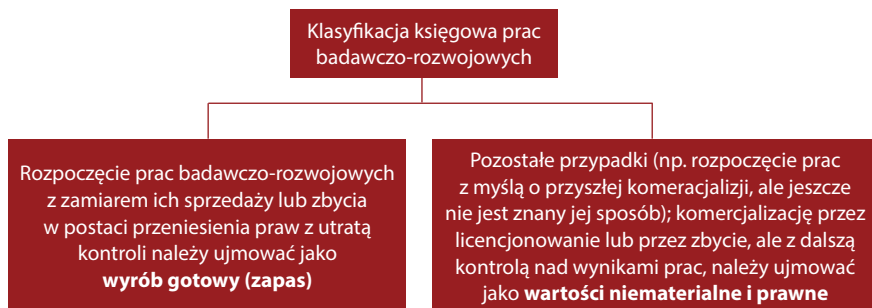 Klasyfikacja księgowa prac
badawczo-rozwojowych
Rozpoczęcie prac badawczo-rozwojowych
z zamiarem ich sprzedaży lub zbycia
w postaci przeniesienia praw z utratą
kontroli należy ujmować jako
wyrób gotowy (zapas)
Pozostałe przypadki (np. rozpoczęcie prac
z myślą o przyszłej komeracjalizji, ale jeszcze
nie jest znany jej sposób); komercjalizację przez
licencjonowanie lub przez zbycie, ale z dalszą
kontrolą nad wynikami prac, należy ujmować
jako wartości niematerialne i prawne